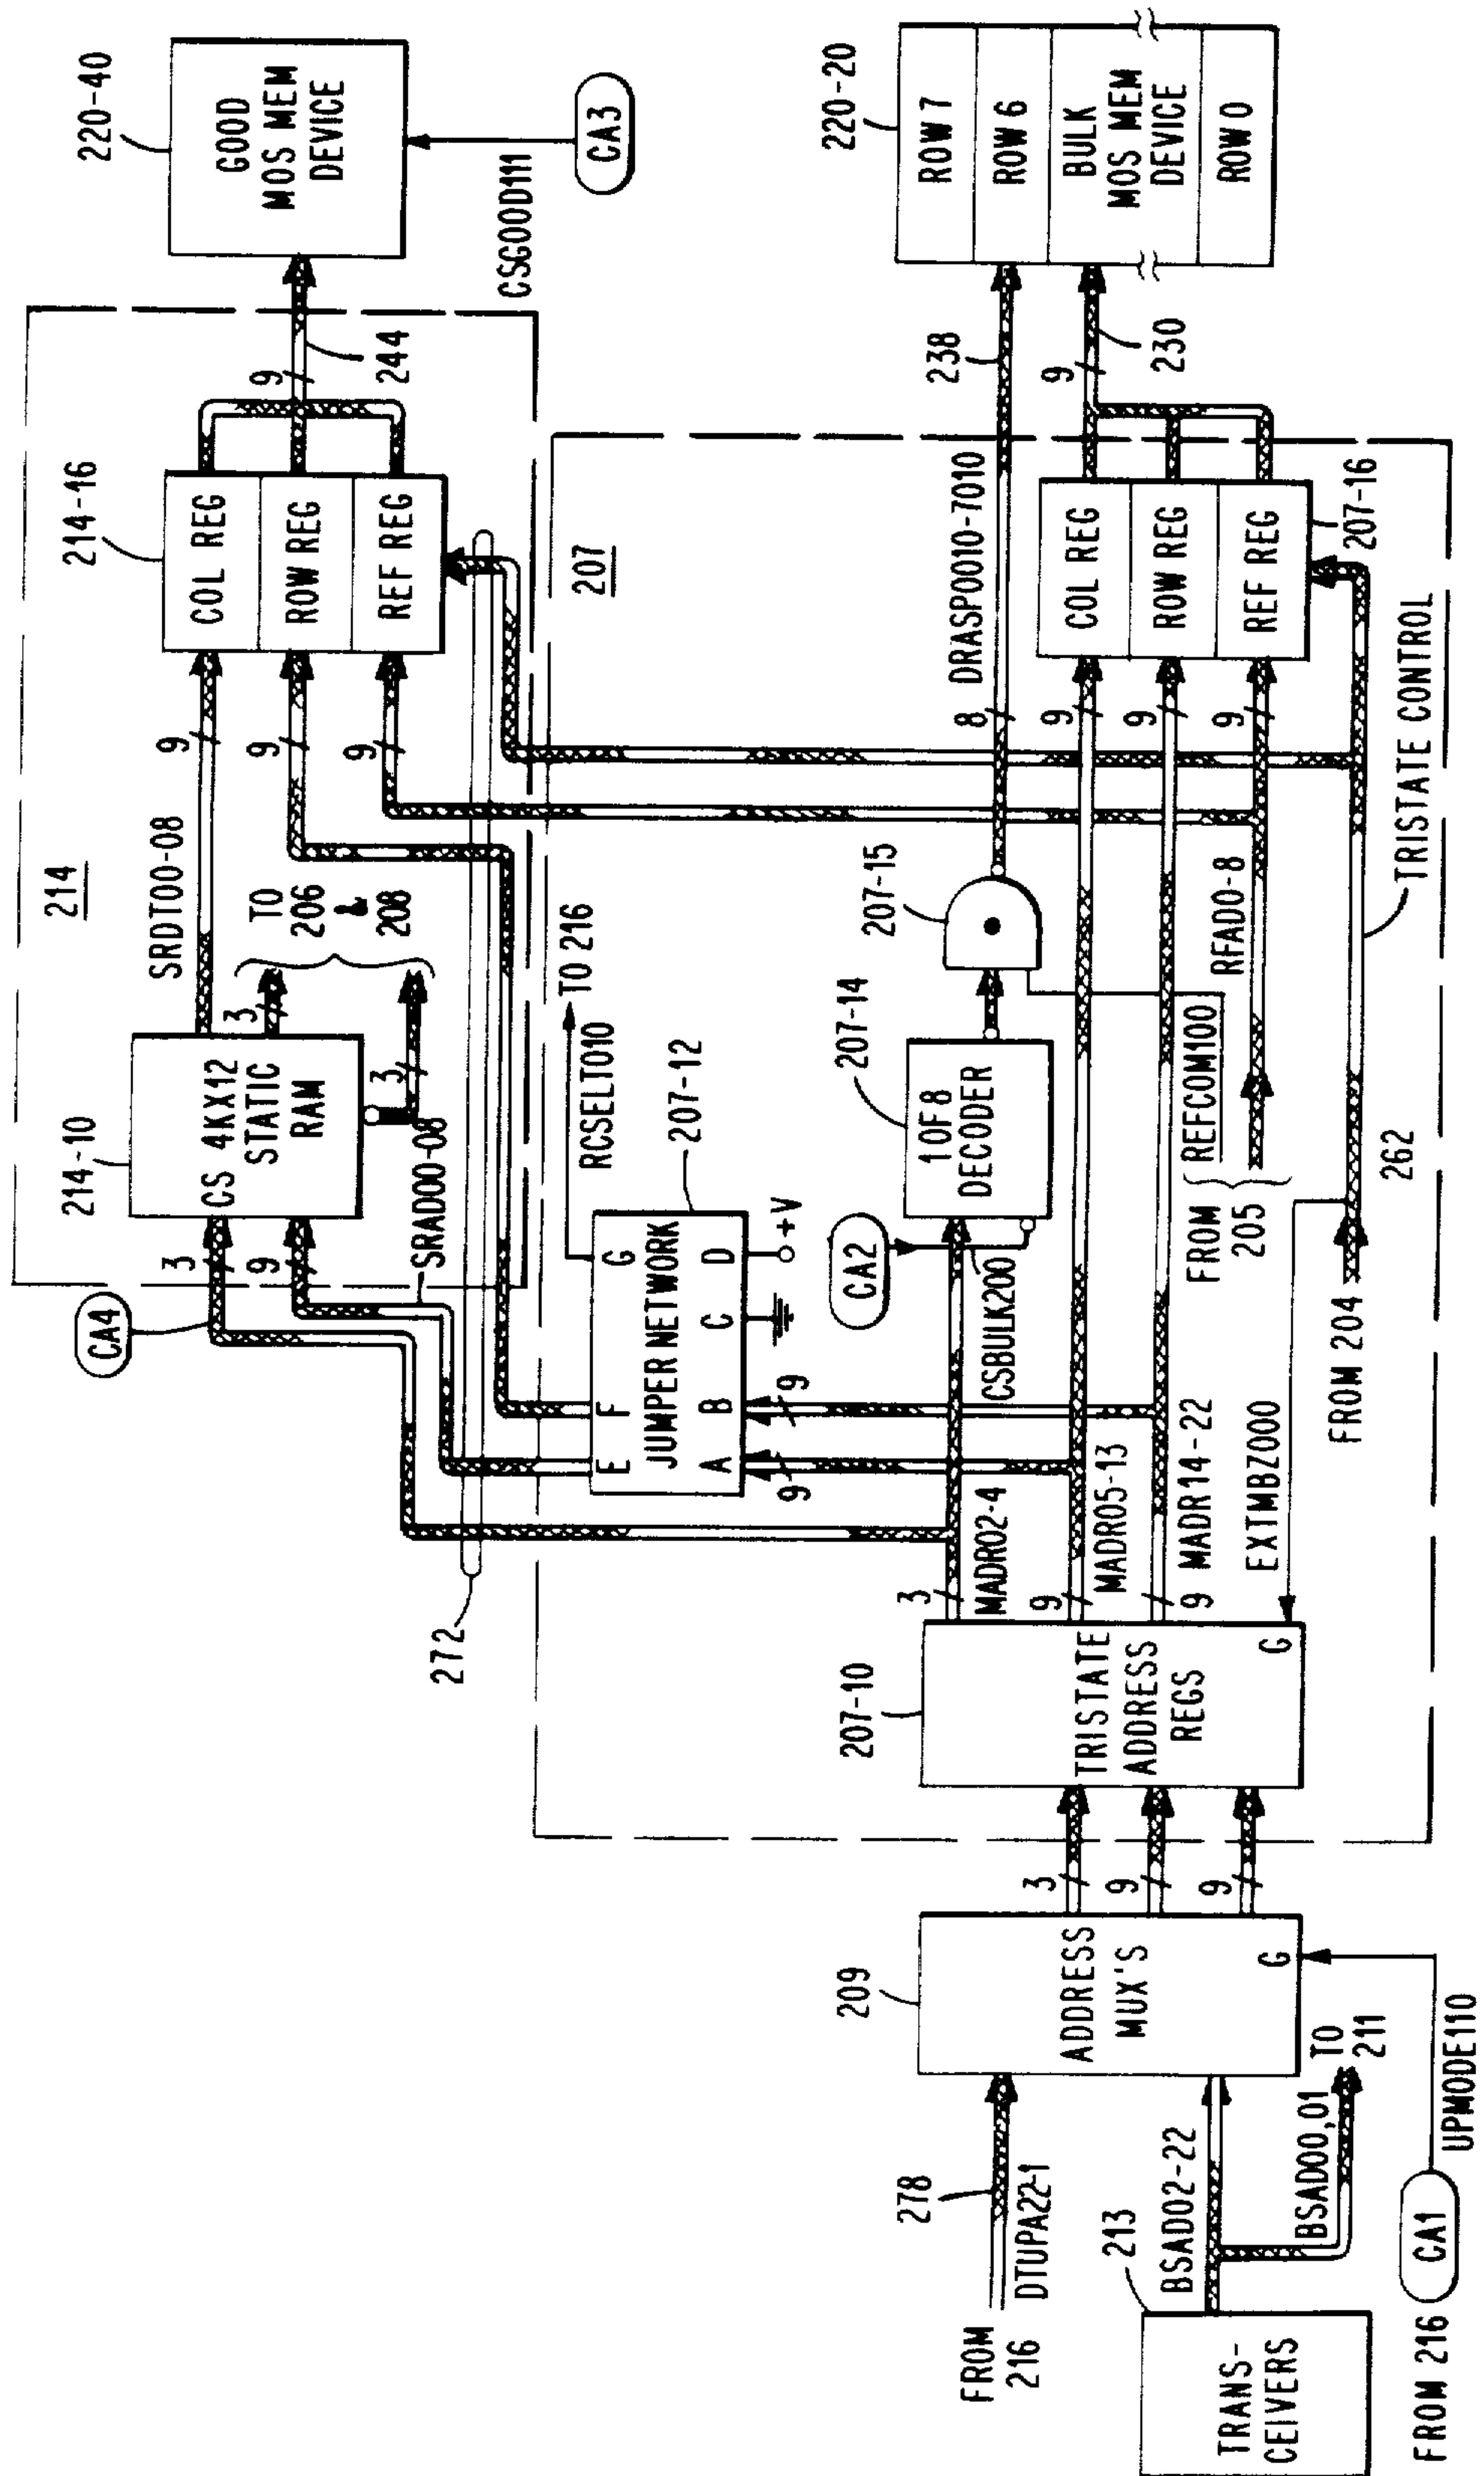 214
214-10
CS 4KX12
STATIC
RAM
CA4
3
9
SRAD00-08
3
3
TO
206
&
208
SRDT00-08
9
9
9
214-16
COL REG
ROW REG
REF REG
9
244
220-40
GOOD
MOS MEM
DEVICE
CSGOOD111
CA3
272
207
RCSELT010
TO 216
207-12
JUMPER NETWORK
E
F
G
A
B
C
D
+V
9
9
207-14
1 OF 8
DECODER
CA2
CSBULK200
207-15
DRASP0010-7010
8
238
220-20
ROW 7
ROW 6
BULK
MOS MEM
DEVICE
ROW 0
9
230
COL REG
ROW REG
REF REG
207-16
9
9
9
REFCOM100
RFAD0-8
FROM
205
TRISTATE CONTROL
262
FROM 204
EXTMBZ000
3
MADR02-4
9
MADR05-13
9
MADR14-22
207-10
TRISTATE
ADDRESS
REGS
G
3
9
9
209
ADDRESS
MUX'S
G
278
FROM
216
DTUPA22-1
213
TRANS-
CEIVERS
BSAD02-22
BSAD00,01
TO
211
FROM 216
CA1
UPMODE110